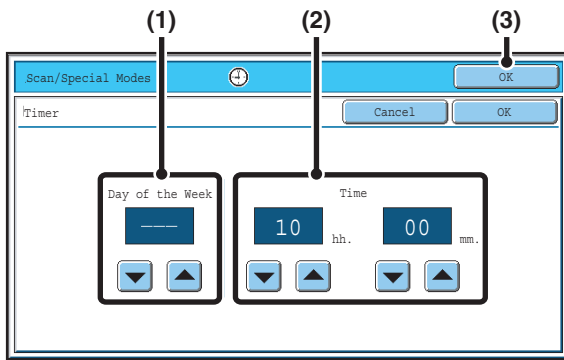 (1) (2) (3)
Scan/Special Modes OK
Timer Cancel OK
Day of the Week Time
––– 10 hh. 00 mm.